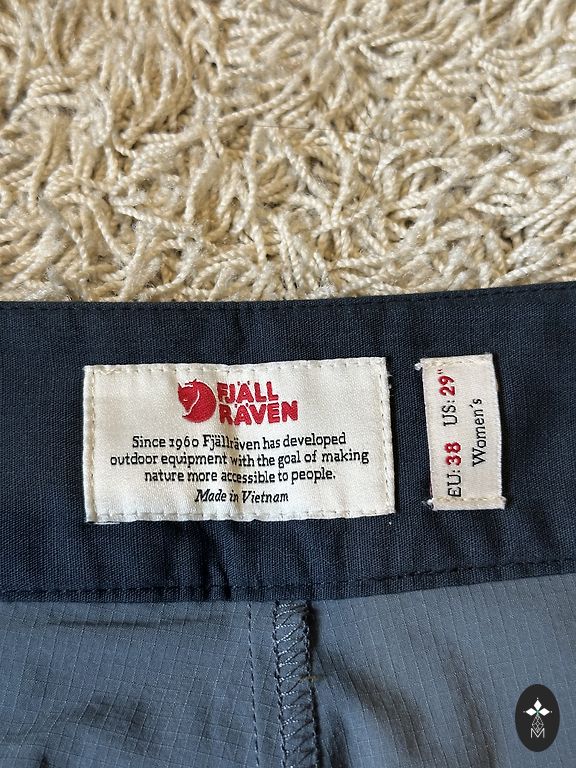 FJÄLL
RÄVEN
Since 1960 Fjällräven has developed
outdoor equipment with the goal of making
nature more accessible to people.
Made in Vietnam
EU: 38 US: 29"
Women's
M